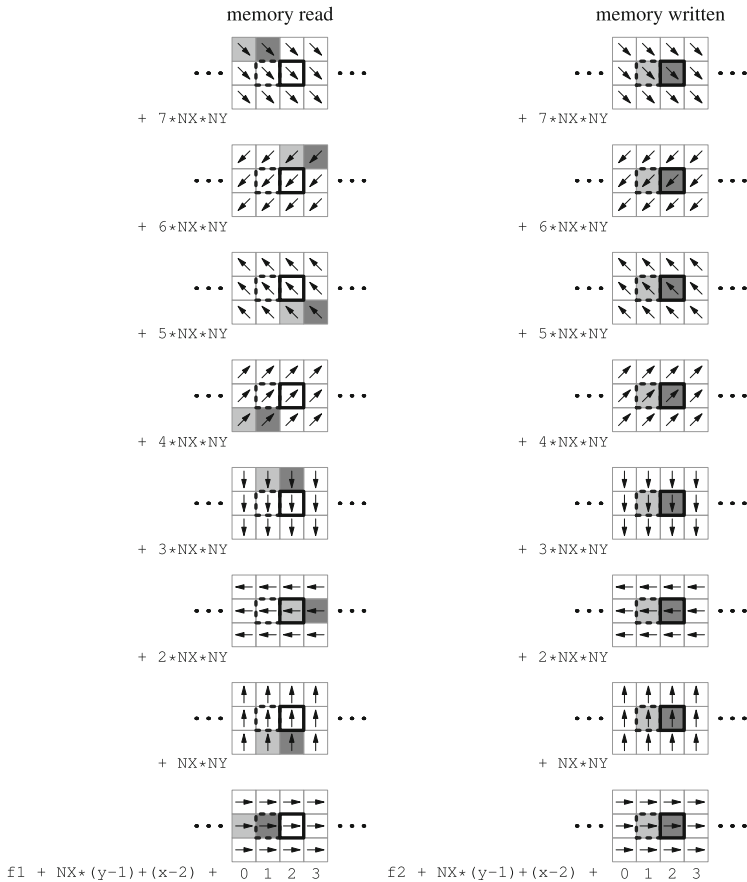 memory read memory written
+ 7*NX*NY + 7*NX*NY
+ 6*NX*NY + 6*NX*NY
+ 5*NX*NY + 5*NX*NY
+ 4*NX*NY + 4*NX*NY
+ 3*NX*NY + 3*NX*NY
+ 2*NX*NY + 2*NX*NY
+ NX*NY + NX*NY
f1 + NX*(y-1)+(x-2) + 0 1 2 3 f2 + NX*(y-1)+(x-2) + 0 1 2 3